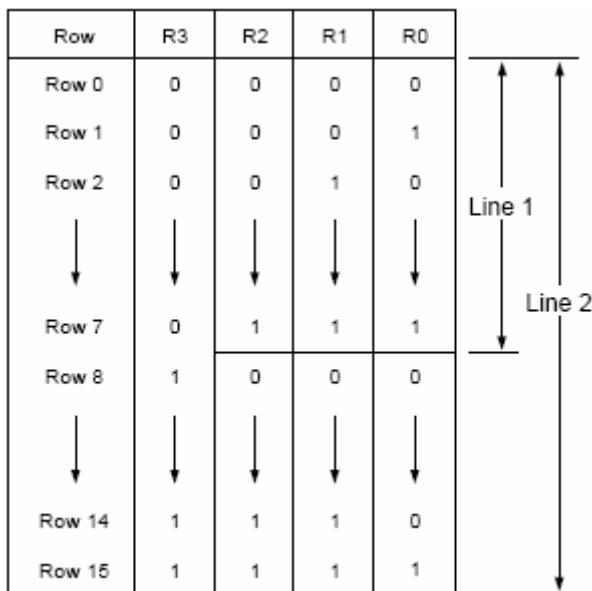 Row R3 R2 R1 R0
Row 0 0 0 0 0
Row 1 0 0 0 1
Row 2 0 0 1 0
Line 1
Line 2
Row 7 0 1 1 1
Row 8 1 0 0 0
Row 14 1 1 1 0
Row 15 1 1 1 1